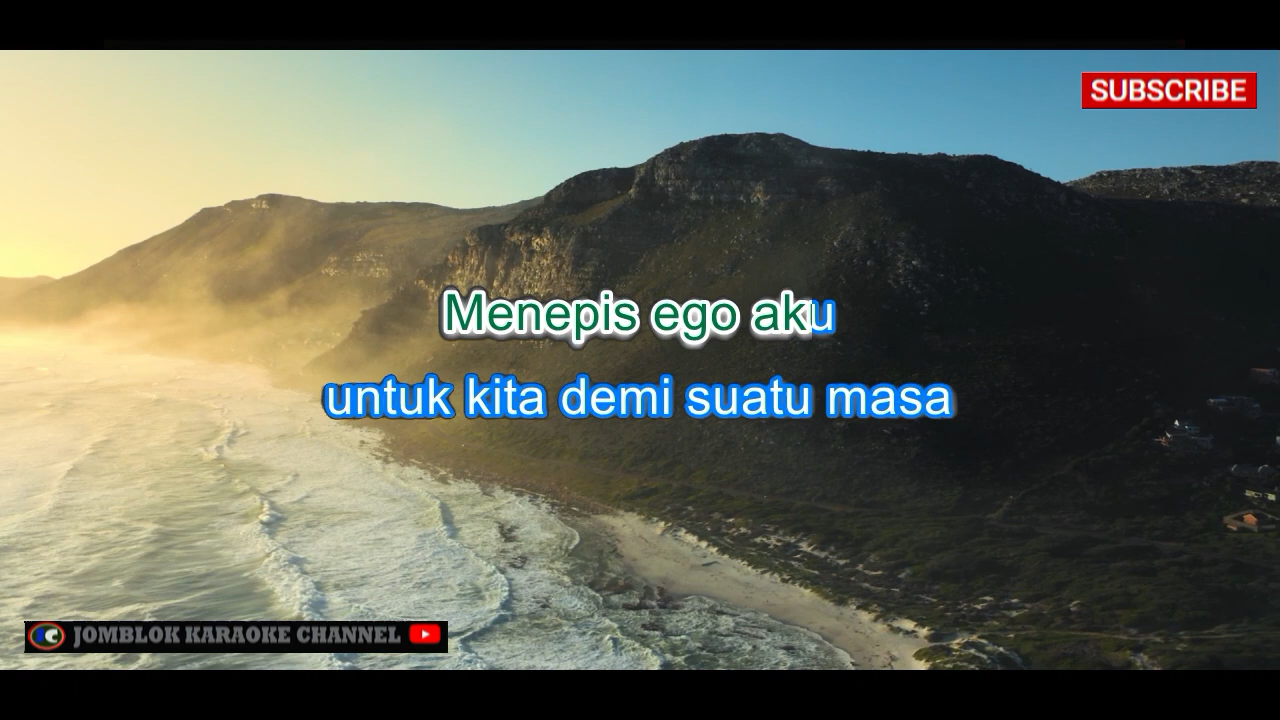 SUBSCRIBE
Menepis ego aku
untuk kita demi suatu masa
JOMBLOK KARAOKE CHANNEL